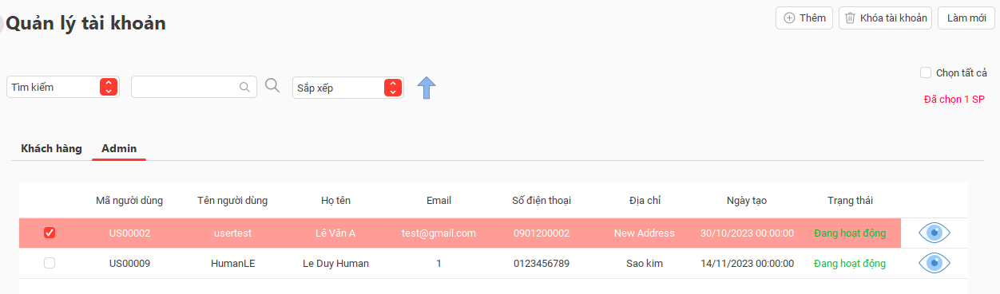 Quản lý tài khoản
Thêm
Khóa tài khoản
Làm mới
Tìm kiếm
Sắp xếp
Chọn tất cả
Đã chọn 1 SP
Khách hàng Admin
Mã người dùng Tên người dùng Họ tên Email Số điện thoại Địa chỉ Ngày tạo Trạng thái
US00002 usertest Lê Văn A test@gmail.com 0901200002 New Address 30/10/2023 00:00:00 Đang hoạt động
US00009 HumanLE Le Duy Human 1 0123456789 Sao kim 14/11/2023 00:00:00 Đang hoạt động